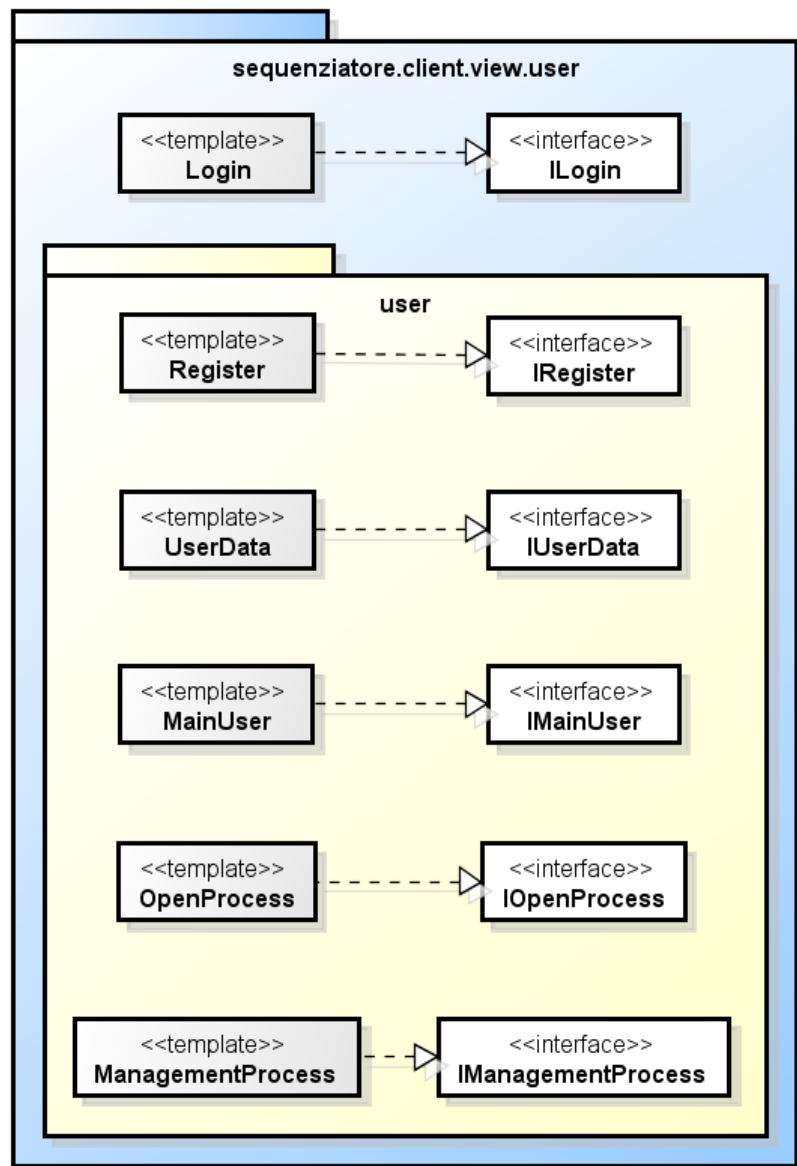 sequenziatore.client.view.user
<<template>>
Login
<<interface>>
ILogin
user
<<template>>
Register
<<interface>>
IRegister
<<template>>
UserData
<<interface>>
IUserData
<<template>>
MainUser
<<interface>>
IMainUser
<<template>>
OpenProcess
<<interface>>
IOpenProcess
<<template>>
ManagementProcess
<<interface>>
IManagementProcess